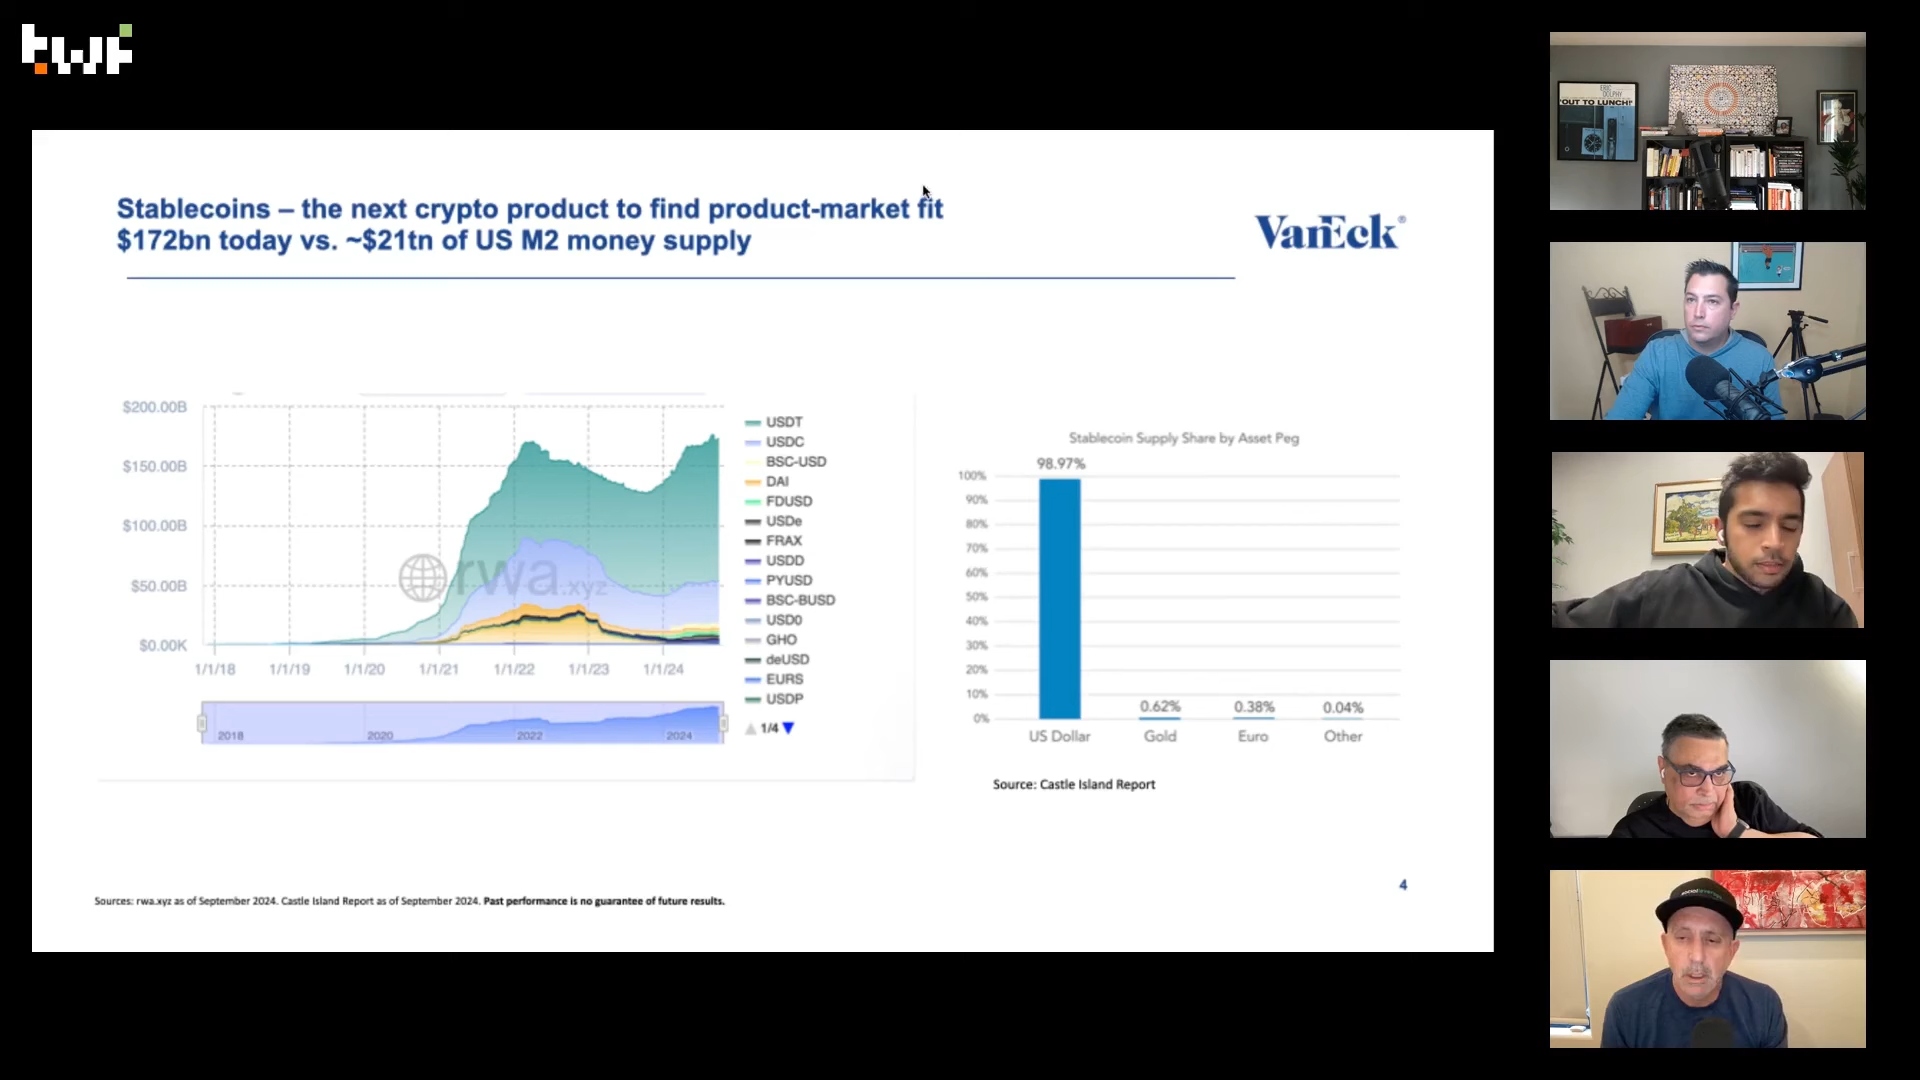 twif
Stablecoins – the next crypto product to find product-market fit
$172bn today vs. ~$21tn of US M2 money supply
VanEck®
$200.00B
$150.00B
$100.00B
$50.00B
$0.00K
1/1/18
1/1/19
1/1/20
1/1/21
1/1/22
1/1/23
1/1/24
rwa.xyz
2018
2020
2022
2024
USDT
USDC
BSC-USD
DAI
FDUSD
USDe
FRAX
USDD
PYUSD
BSC-BUSD
USD0
GHO
deUSD
EURS
USDP
1/4
Stablecoin Supply Share by Asset Peg
98.97%
100%
90%
80%
70%
60%
50%
40%
30%
20%
10%
0%
0.62%
0.38%
0.04%
US Dollar
Gold
Euro
Other
Source: Castle Island Report
4
Sources: rwa.xyz as of September 2024. Castle Island Report as of September 2024. Past performance is no guarantee of future results.
ERIC
DOLPHY
OUT TO LUNCH!